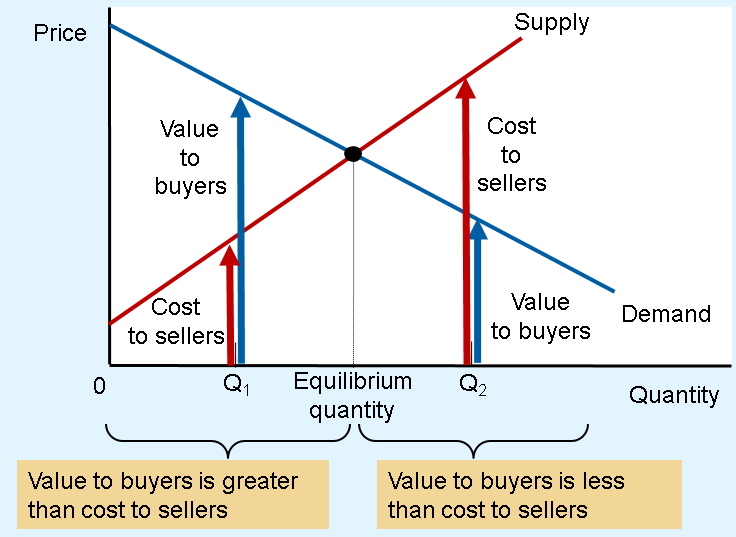 Price
Supply
Value
to
buyers
Cost
to
sellers
Cost
to sellers
Value
to buyers
Demand
0
Q1
Equilibrium
quantity
Q2
Quantity
Value to buyers is greater
than cost to sellers
Value to buyers is less
than cost to sellers